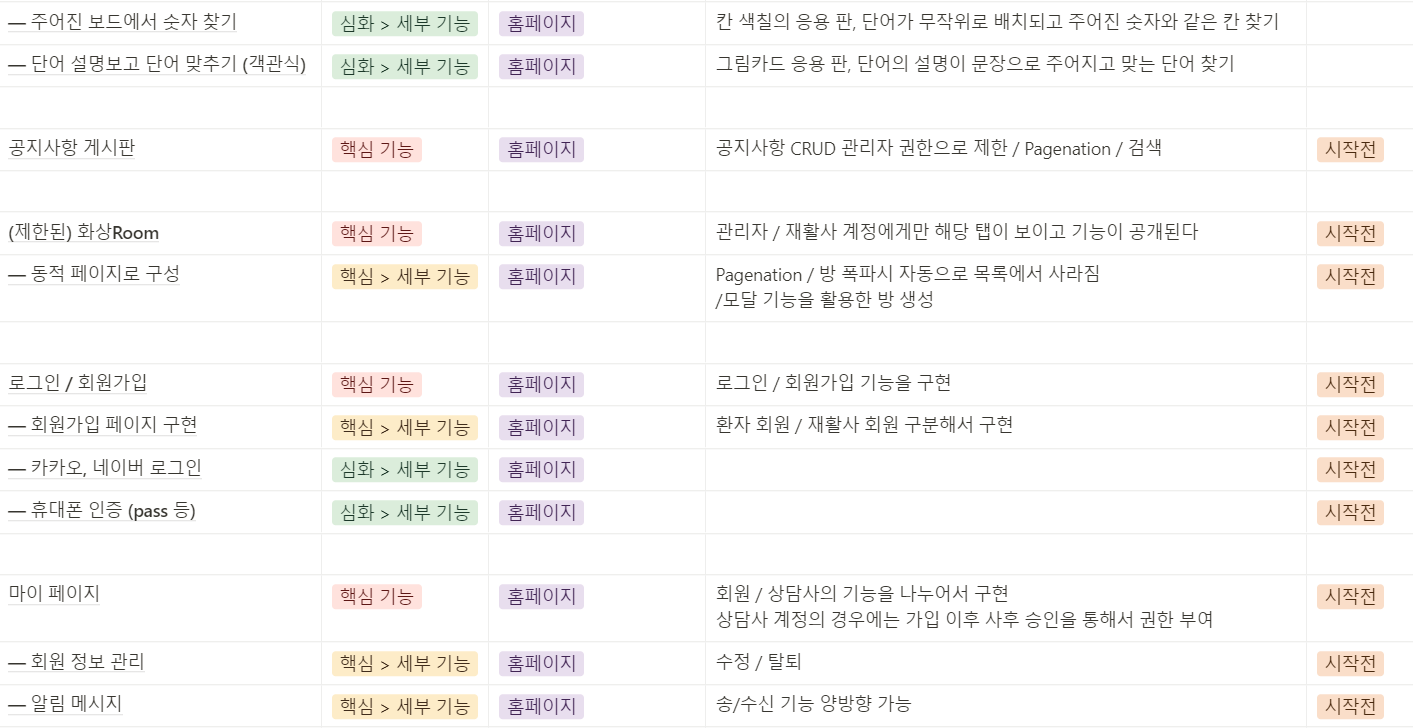 — 주어진 보드에서 숫자 찾기 심화 > 세부 기능 홈페이지 칸 색칠의 응용 판, 단어가 무작위로 배치되고 주어진 숫자와 같은 칸 찾기
— 단어 설명보고 단어 맞추기 (객관식) 심화 > 세부 기능 홈페이지 그림카드 응용 판, 단어의 설명이 문장으로 주어지고 맞는 단어 찾기
공지사항 게시판 핵심 기능 홈페이지 공지사항 CRUD 관리자 권한으로 제한 / Pagenation / 검색 시작전
(제한된) 화상Room 핵심 기능 홈페이지 관리자 / 재활사 계정에게만 해당 탭이 보이고 기능이 공개된다 시작전
— 동적 페이지로 구성 핵심 > 세부 기능 홈페이지 Pagenation / 방 폭파시 자동으로 목록에서 사라짐 시작전
/모달 기능을 활용한 방 생성
로그인 / 회원가입 핵심 기능 홈페이지 로그인 / 회원가입 기능을 구현 시작전
— 회원가입 페이지 구현 핵심 > 세부 기능 홈페이지 환자 회원 / 재활사 회원 구분해서 구현 시작전
— 카카오, 네이버 로그인 심화 > 세부 기능 홈페이지 시작전
— 휴대폰 인증 (pass 등) 심화 > 세부 기능 홈페이지 시작전
마이 페이지 핵심 기능 홈페이지 회원 / 상담사의 기능을 나누어서 구현 시작전
상담사 계정의 경우에는 가입 이후 사후 승인을 통해서 권한 부여
— 회원 정보 관리 핵심 > 세부 기능 홈페이지 수정 / 탈퇴 시작전
— 알림 메시지 핵심 > 세부 기능 홈페이지 송/수신 기능 양방향 가능 시작전